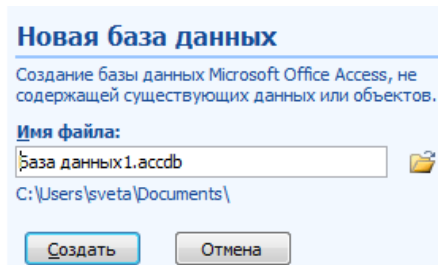 Новая база данных
Создание базы данных Microsoft Office Access, не
содержащей существующих данных или объектов.
Имя файла:
База данных1.accdb
C:\Users\sveta\Documents\
Создать
Отмена